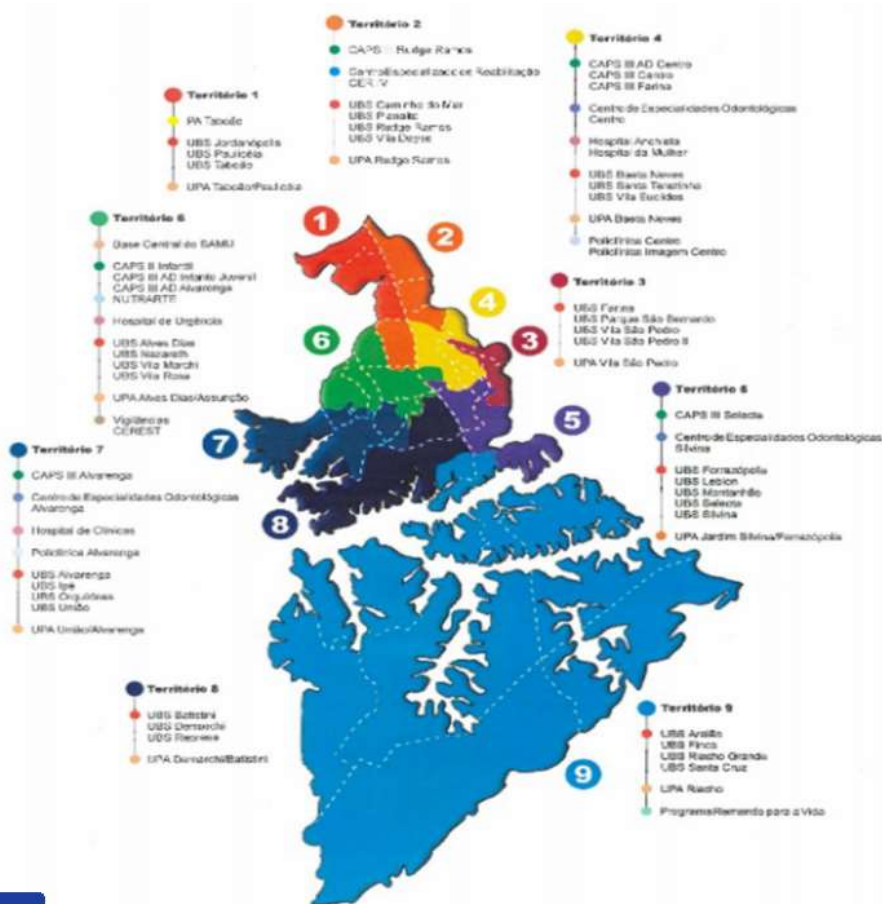 Território 1
PA Taboão
UBS Jordanópolis
UBS Paulicéia
UBS Taboão
UPA Taboão/Paulicéia
Território 2
CAPS III Rudge Ramos
Centro Especializado de Reabilitação
CER IV
UBS Caminho do Mar
UBS Planalto
UBS Rudge Ramos
UBS Vila Dayse
UPA Rudge Ramos
Território 4
CAPS III AD Centro
CAPS III Centro
CAPS III Farina
Centro de Especialidades Odontológicas
Centro
Hospital Anchieta
Hospital da Mulher
UBS Baeta Neves
UBS Santa Terezinha
UBS Vila Euclides
UPA Baeta Neves
Policlínica Centro
Policlínica Imagem Centro
Território 6
Base Central do SAMU
CAPS II Infantil
CAPS III AD Infanto Juvenil
CAPS III AD Alvarenga
NUTRARTE
Hospital de Urgência
UBS Alves Dias
UBS Nazareth
UBS Vila Marchi
UBS Vila Rosa
UPA Alves Dias/Assunção
Vigilâncias
CEREST
1
2
4
6
3
Território 3
UBS Farina
UBS Parque São Bernardo
UBS Vila São Pedro
UBS Vila São Pedro II
UPA Vila São Pedro
Território 5
CAPS III Selecta
Centro de Especialidades Odontológicas
Silvina
UBS Ferrazópolis
UBS Leblon
UBS Montanhão
UBS Selecta
UBS Silvina
UPA Jardim Silvina/Ferrazópolis
7
5
8
Território 7
CAPS III Alvarenga
Centro de Especialidades Odontológicas
Alvarenga
Hospital de Clínicas
Policlínica Alvarenga
UBS Alvarenga
UBS Ipê
UBS Orquídeas
UBS União
UPA União/Alvarenga
Território 8
UBS Batistini
UBS Demarchi
UBS Represa
UPA Demarchi/Batistini
Território 9
UBS Areião
UBS Finco
UBS Riacho Grande
UBS Santa Cruz
UPA Riacho
Programa Remando para a Vida
9